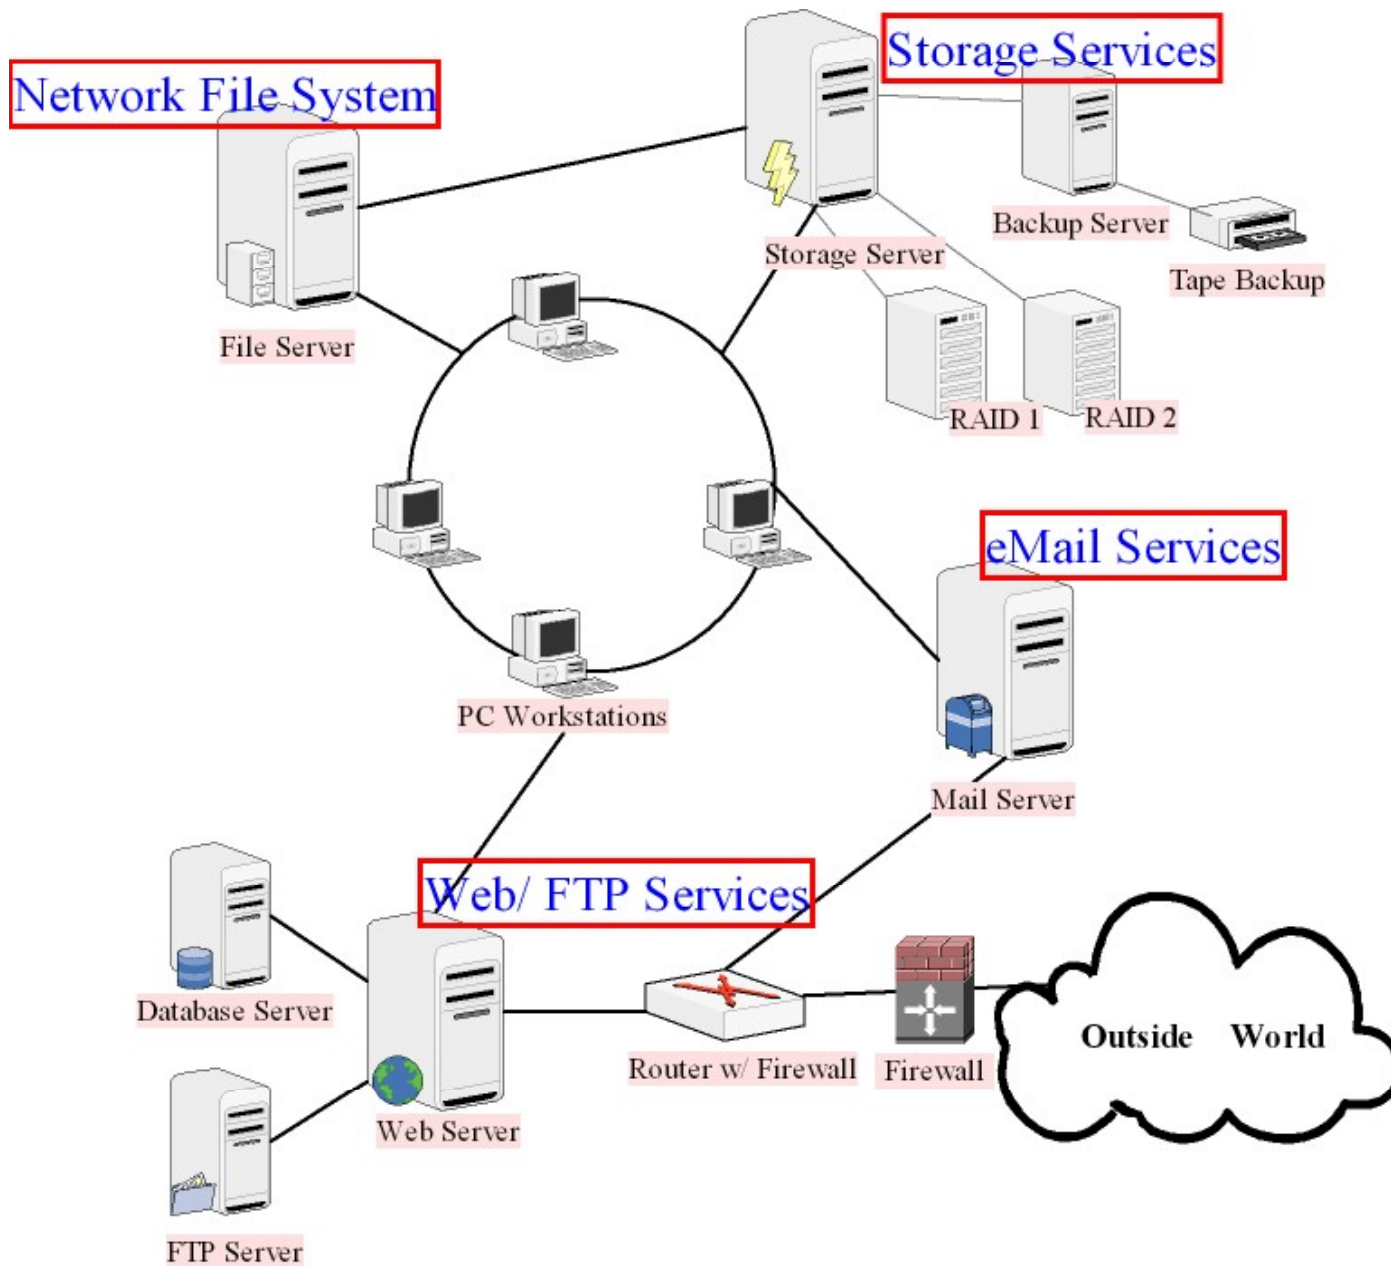 Storage Services
Network File System
Backup Server
Storage Server
Tape Backup
File Server
RAID 1
RAID 2
eMail Services
PC Workstations
Mail Server
Web/ FTP Services
Database Server
Outside World
Router w/ Firewall
Firewall
Web Server
FTP Server